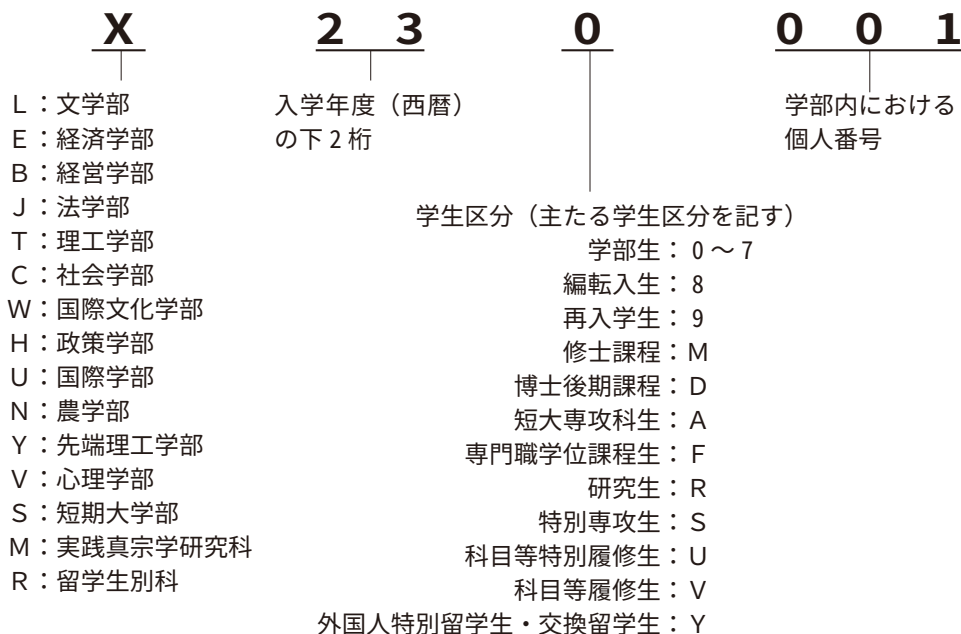 X 2 3 0 0 0 1
L：文学部
E：経済学部
B：経営学部
J：法学部
T：理工学部
C：社会学部
W：国際文化学部
H：政策学部
U：国際学部
N：農学部
Y：先端理工学部
V：心理学部
S：短期大学部
M：実践真宗学研究科
R：留学生別科
入学年度（西暦）
の下2桁
学生区分（主たる学生区分を記す）
学部生：0～7
編転入生：8
再入学生：9
修士課程：M
博士後期課程：D
短大専攻科生：A
専門職学位課程生：F
研究生：R
特別専攻生：S
科目等特別履修生：U
科目等履修生：V
外国人特別留学生・交換留学生：Y
学部内における
個人番号